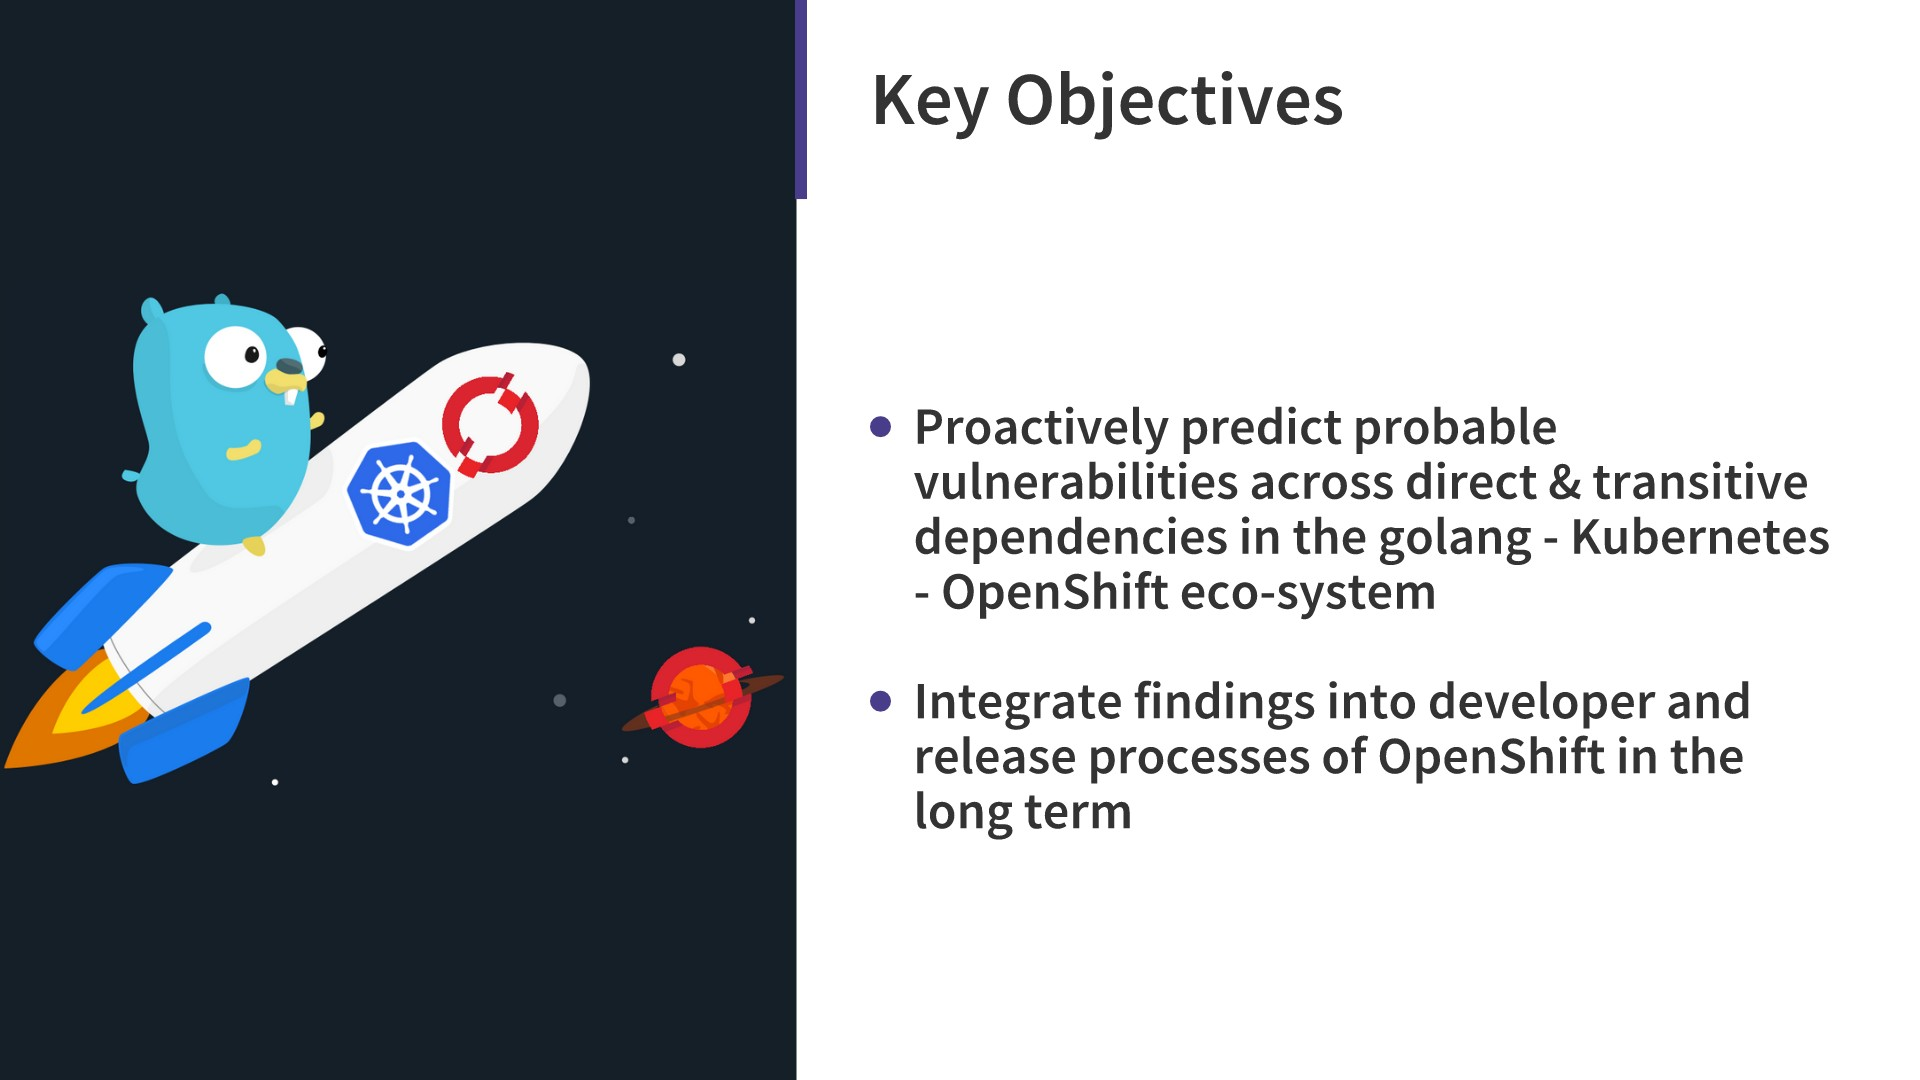 Key Objectives
Proactively predict probable
vulnerabilities across direct & transitive
dependencies in the golang - Kubernetes
- OpenShift eco-system
Integrate findings into developer and
release processes of OpenShift in the
long term